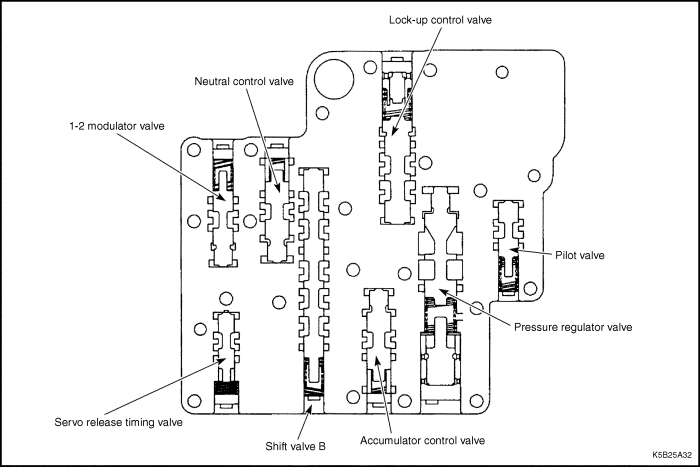 Lock-up control valve
Neutral control valve
1-2 modulator valve
Pilot valve
Pressure regulator valve
Servo release timing valve
Shift valve B
Accumulator control valve
K5B25A32